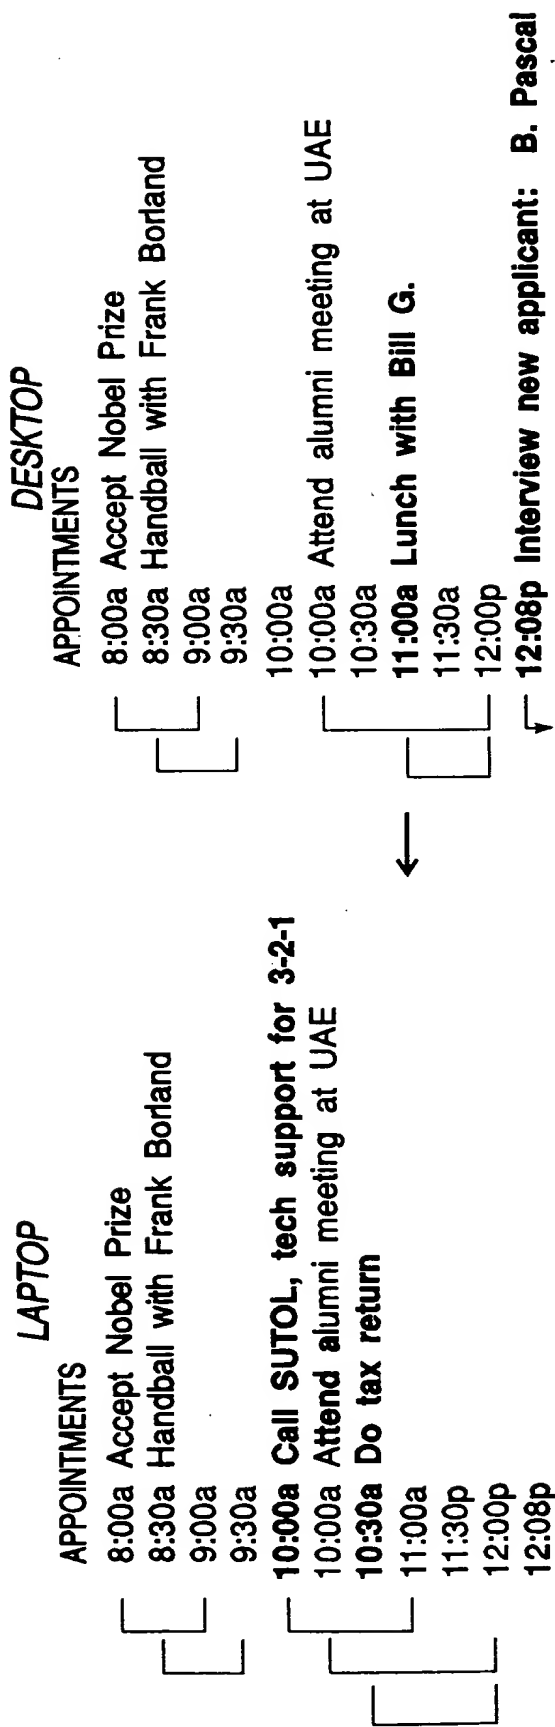 LAPTOP
APPOINTMENTS
8:00a Accept Nobel Prize
8:30a Handball with Frank Borland
9:00a
9:30a
10:00a Call SUTOL, tech support for 3-2-1
10:00a Attend alumni meeting at UAE
10:30a Do tax return
11:00a
11:30p
12:00p
12:08p
DESKTOP
APPOINTMENTS
8:00a Accept Nobel Prize
8:30a Handball with Frank Borland
9:00a
9:30a
10:00a
10:00a Attend alumni meeting at UAE
10:30a
11:00a Lunch with Bill G.
11:30a
12:00p
12:08p Interview new applicant: B. Pascal